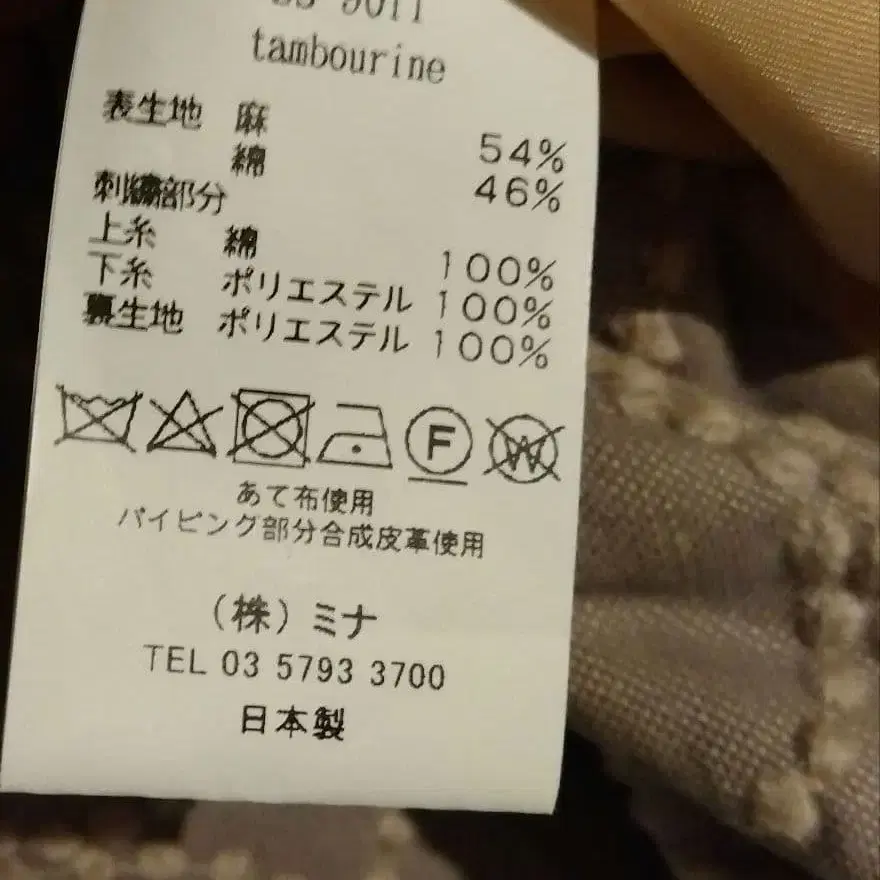 9011
tambourine
表生地 麻 54%
綿 46%
刺繍部分
上糸 綿 100%
下糸 ポリエステル 100%
裏生地 ポリエステル 100%
F W
あて布使用
パイピング部分合成皮革使用
(株)ミナ
TEL 03 5793 3700
日本製